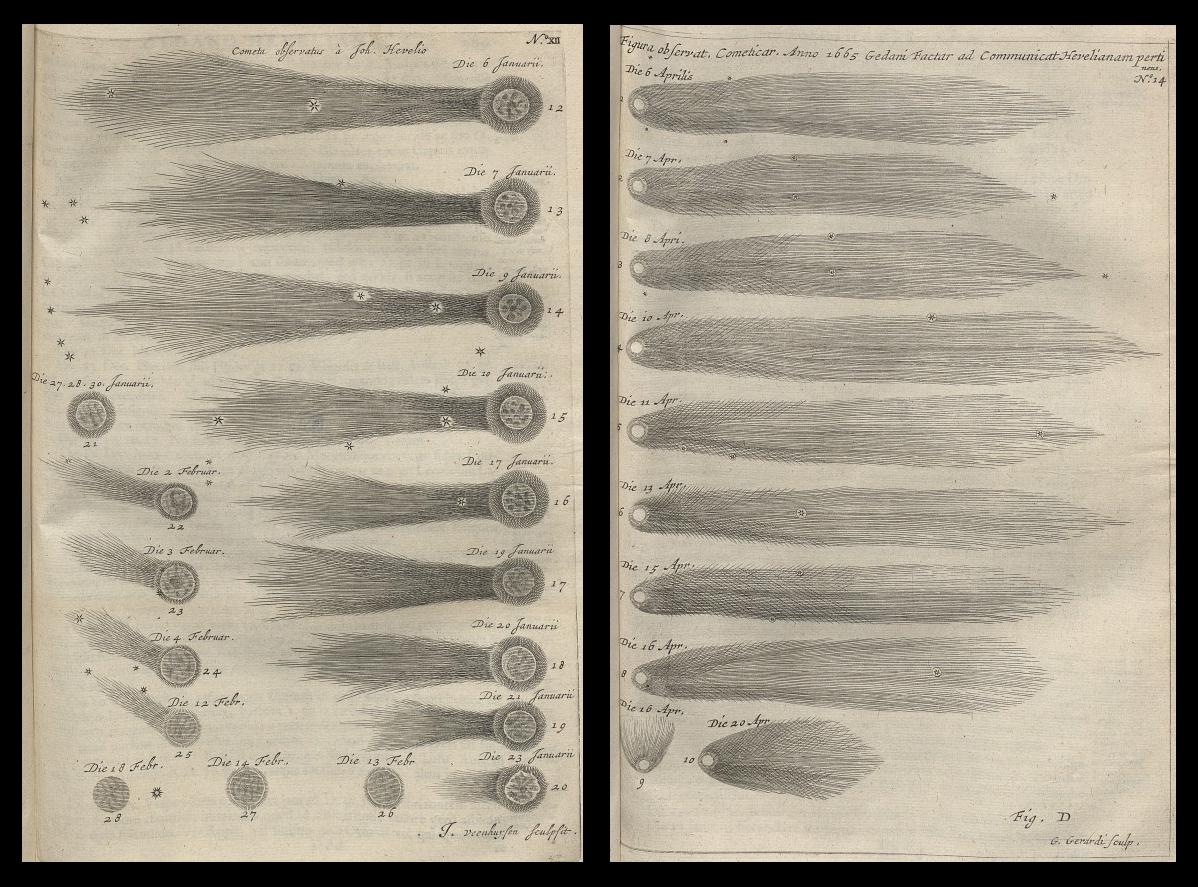 Cometa observatus à Joh. Hevelio
N.º XII
Die 6 Januarii.
12
Die 7 Januarii.
13
Die 9 Januarii.
14
Die 10 Januarii.
15
Die 27. 28. 30. Januarii.
21
Die 17 Januarii.
16
Die 2 Februar.
22
Die 19 Januarii
17
Die 3 Februar.
23
Die 20 Januarii
18
Die 4 Februar.
24
Die 21 Januarii
19
Die 12 Febr.
25
Die 23 Januarii
20
Die 18 Febr.
28
Die 14 Febr.
27
Die 13 Febr
26
J. veenhuysen sculpsit.
Figura observat. Cometicar. Anno 1665 Gedani Factar ad Communicat Hevelianam perti
nens.
N.º 14
Die 6 Aprilis
Die 7 Apr.
2
Die 8 Apri.
3
Die 10 Apr.
4
Die 11 Apr.
5
Die 13 Apr.
6
Die 15 Apr.
7
Die 16 Apr.
8
Die 16 Apr.
9
Die 20 Apr
10
Fig. D
G. Gerardi sculp.